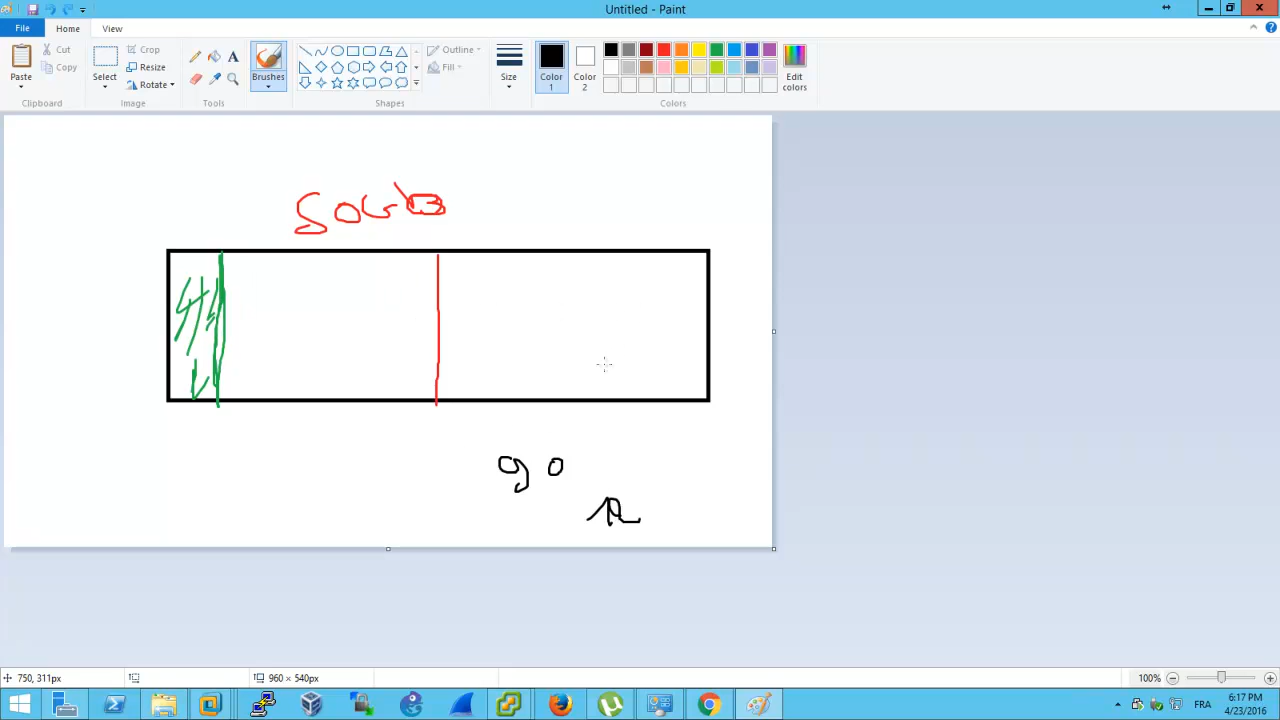 Untitled - Paint
File Home View
Paste
Cut
Copy
Clipboard
Select
Crop
Resize
Rotate
Image
Tools
Brushes
Shapes
Outline
Fill
Size
Color 1
Color 2
Edit colors
Colors
go
750, 311px
960 × 540px
100%
FRA
6:17 PM
4/23/2016